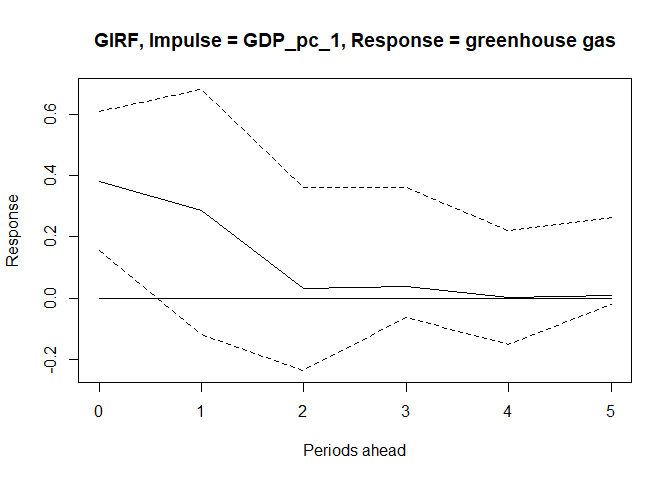 GIRF, Impulse = GDP_pc_1, Response = greenhouse gas
Response
0.6
0.4
0.2
0.0
-0.2
0 1 2 3 4 5
Periods ahead